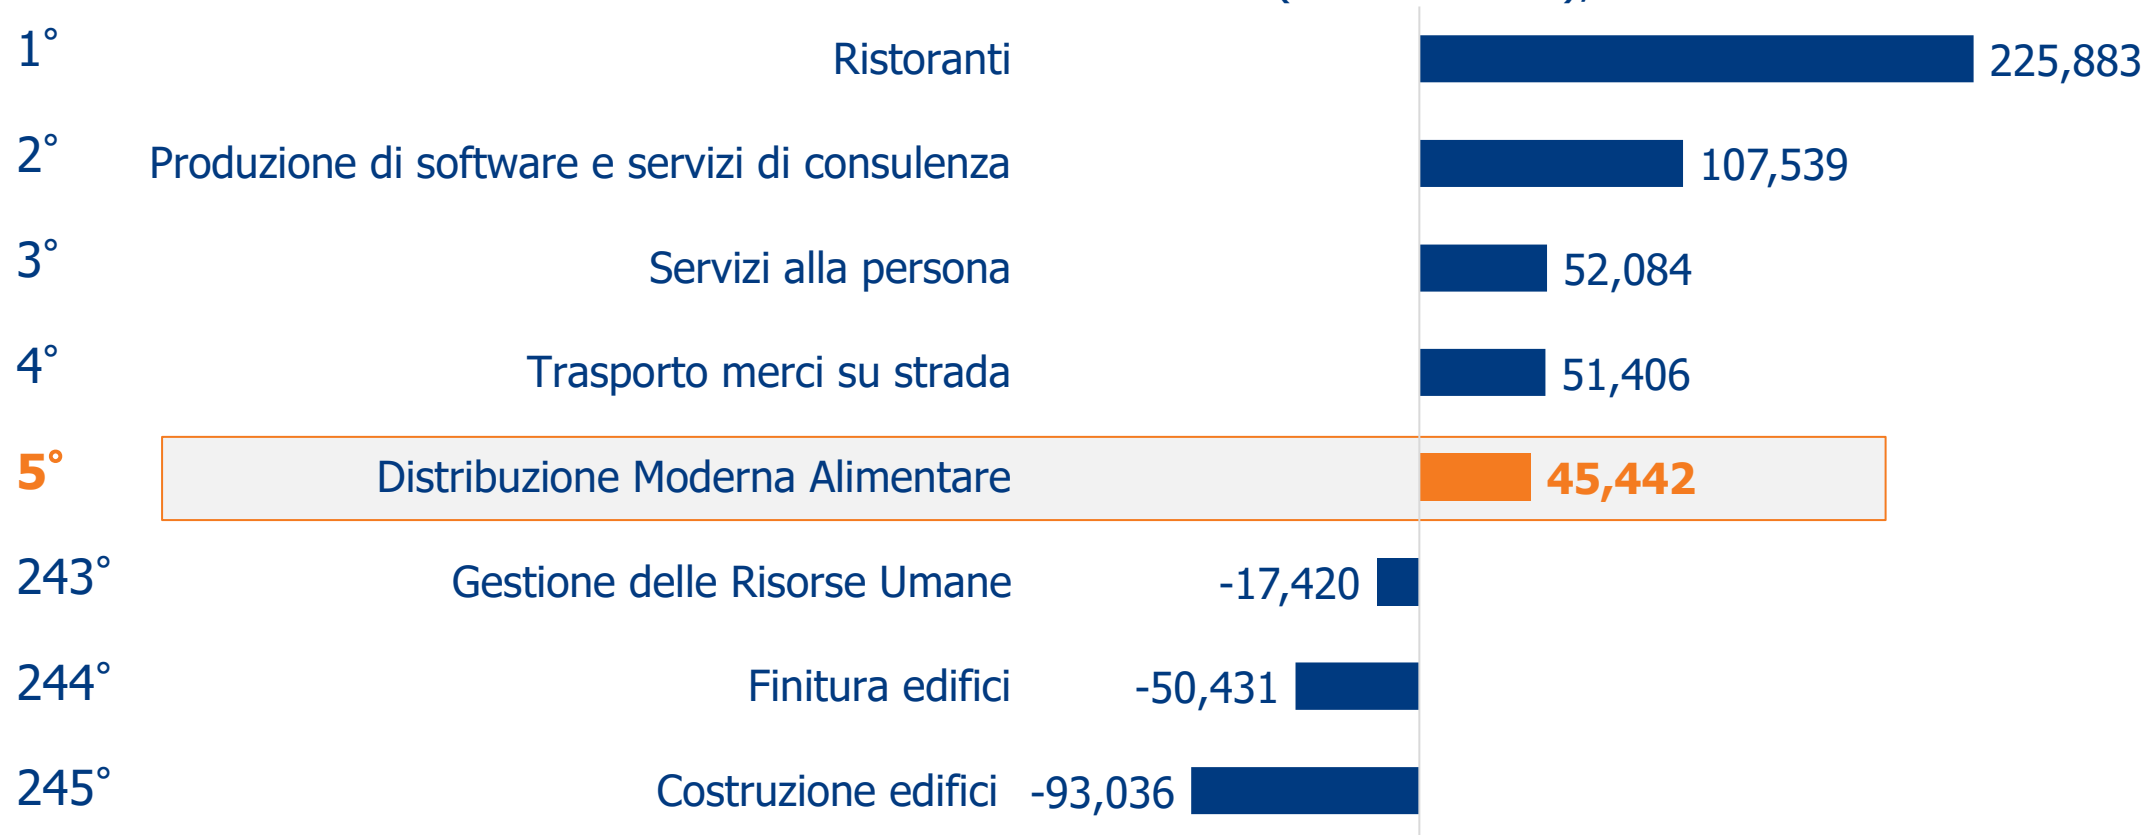 1° Ristoranti 225,883
2° Produzione di software e servizi di consulenza 107,539
3° Servizi alla persona 52,084
4° Trasporto merci su strada 51,406
5° Distribuzione Moderna Alimentare 45,442
243° Gestione delle Risorse Umane -17,420
244° Finitura edifici -50,431
245° Costruzione edifici -93,036